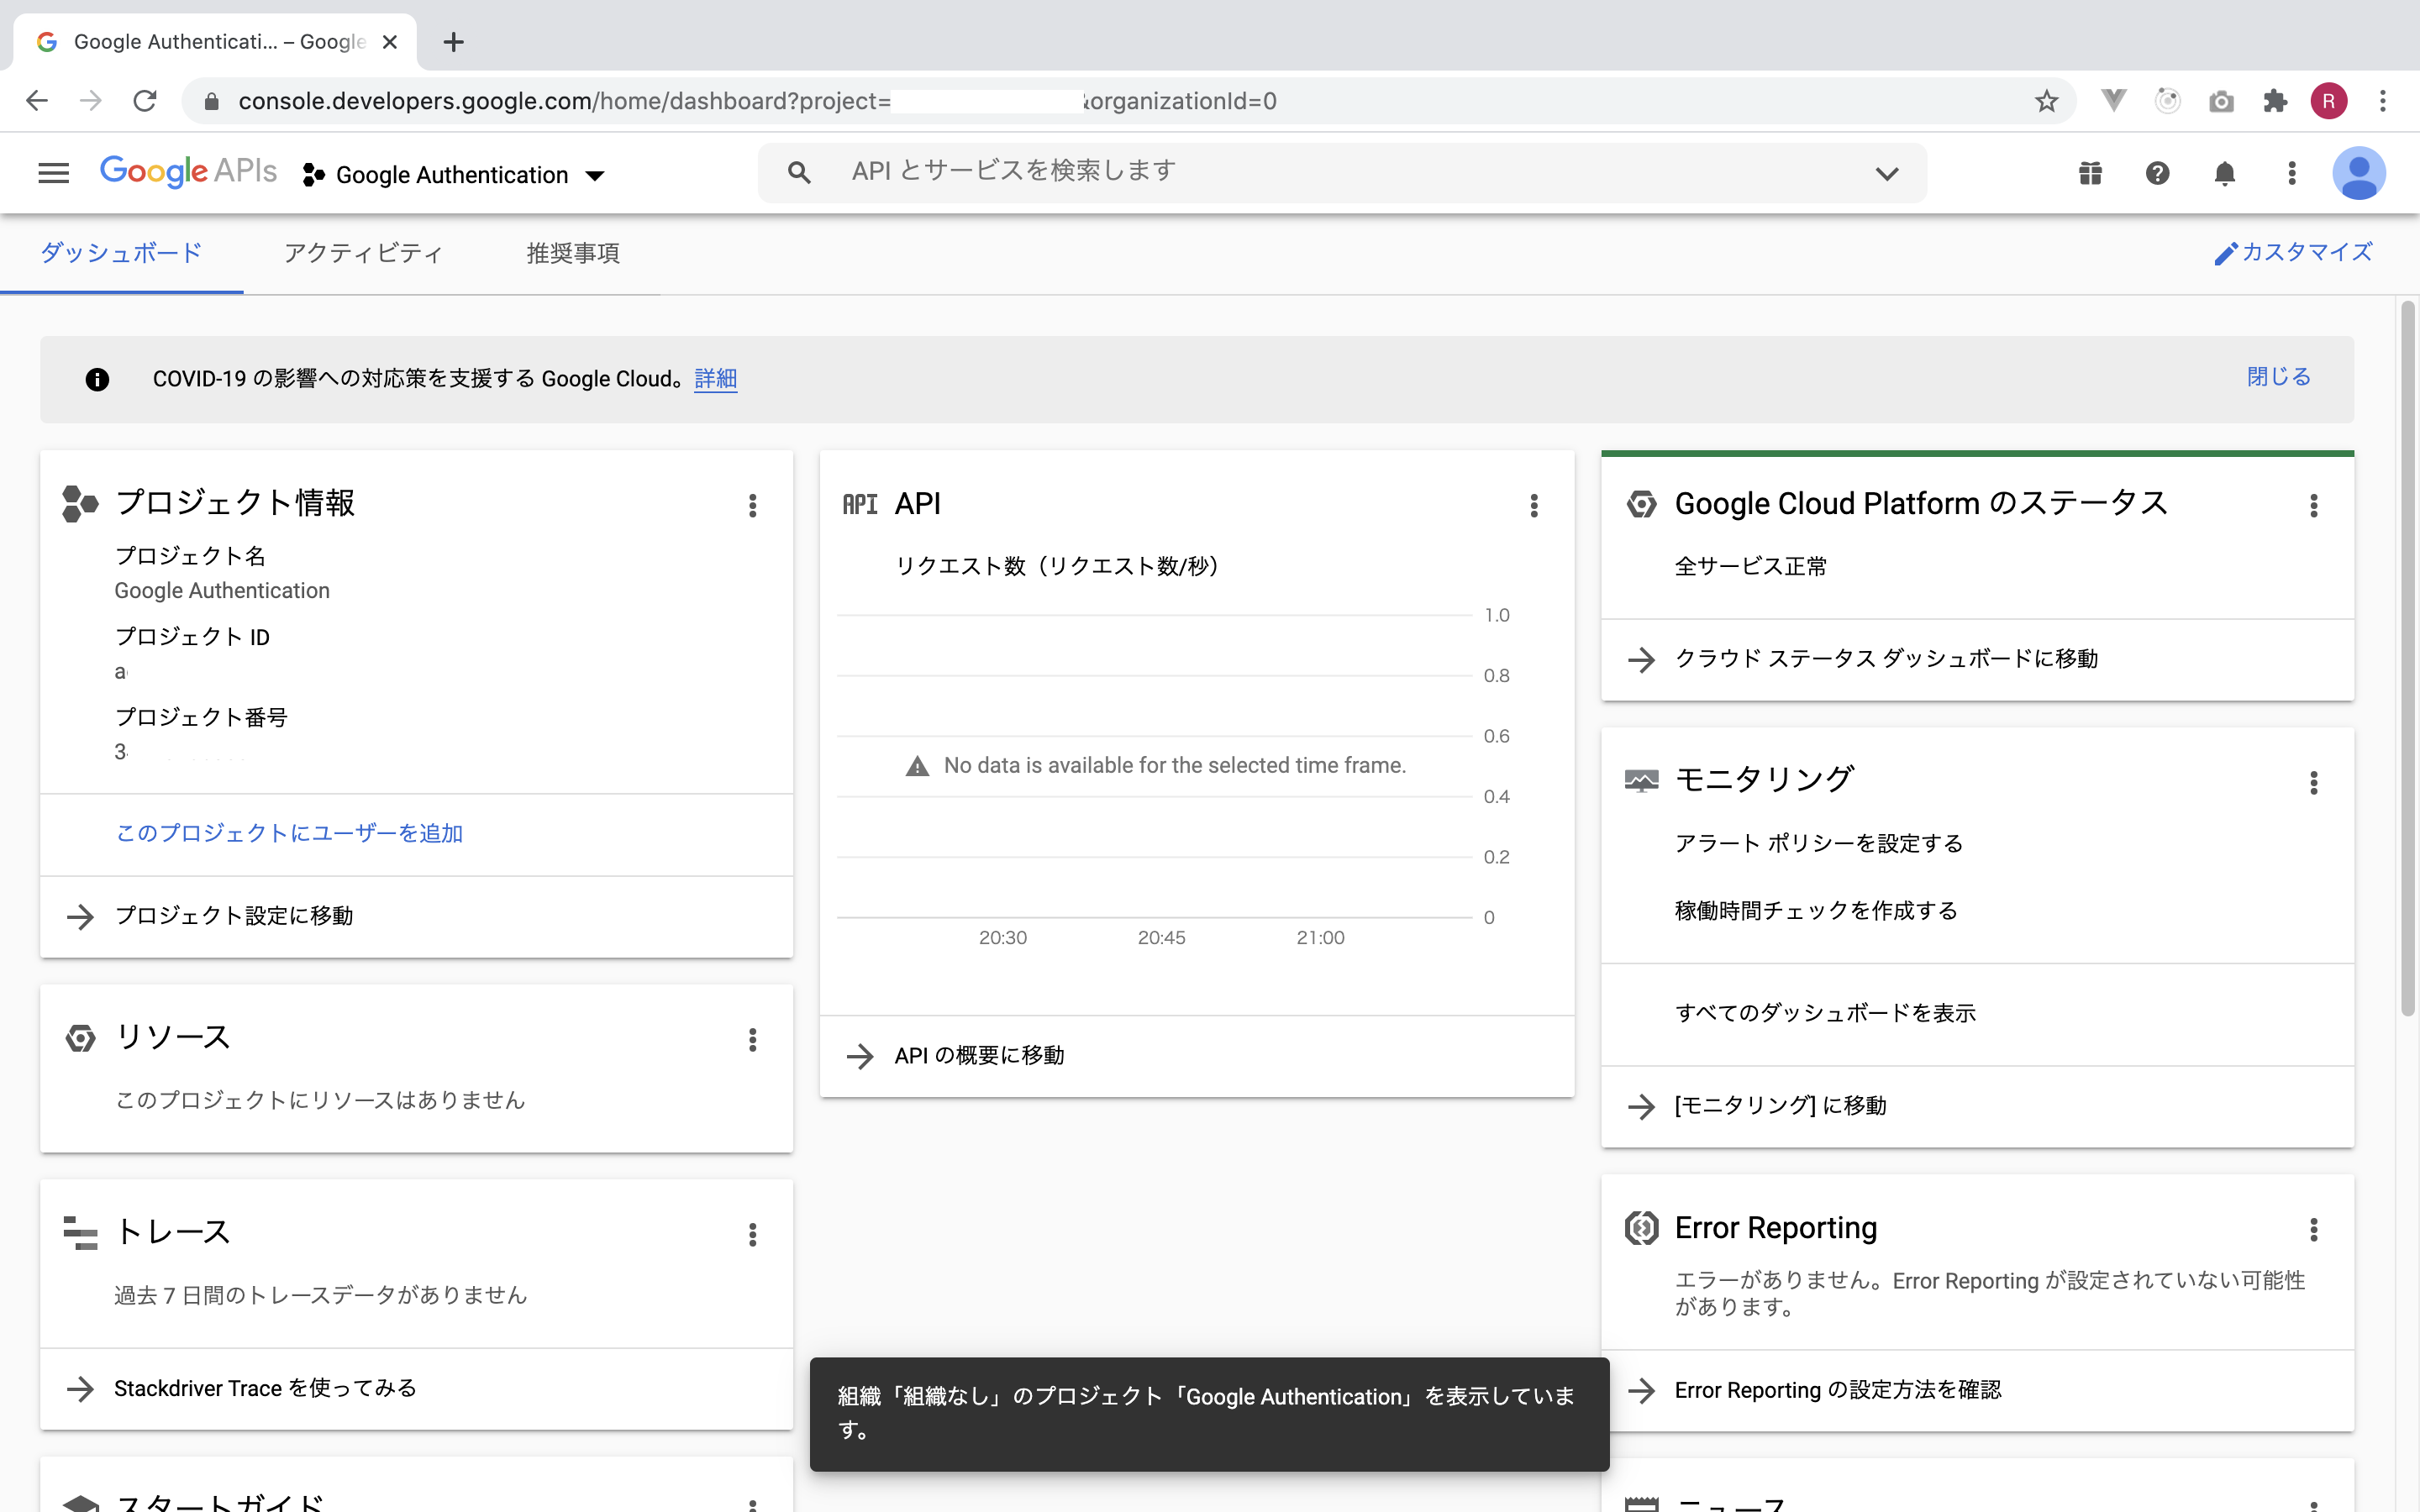 Google Authenticati... – Google
console.developers.google.com/home/dashboard?project= &organizationId=0
R
Google APIs
Google Authentication
API とサービスを検索します
ダッシュボード
アクティビティ
推奨事項
カスタマイズ
COVID-19 の影響への対応策を支援する Google Cloud。詳細
閉じる
プロジェクト情報
プロジェクト名
Google Authentication
プロジェクト ID
a
プロジェクト番号
3
このプロジェクトにユーザーを追加
プロジェクト設定に移動
リソース
このプロジェクトにリソースはありません
トレース
過去 7 日間のトレースデータがありません
Stackdriver Trace を使ってみる
スタートガイド
API API
リクエスト数（リクエスト数/秒）
1.0
0.8
0.6
No data is available for the selected time frame.
0.4
0.2
0
20:30 20:45 21:00
API の概要に移動
Google Cloud Platform のステータス
全サービス正常
クラウド ステータス ダッシュボードに移動
モニタリング
アラート ポリシーを設定する
稼働時間チェックを作成する
すべてのダッシュボードを表示
[モニタリング] に移動
Error Reporting
エラーがありません。Error Reporting が設定されていない可能性
があります。
Error Reporting の設定方法を確認
ニュース
組織「組織なし」のプロジェクト「Google Authentication」を表示していま
す。